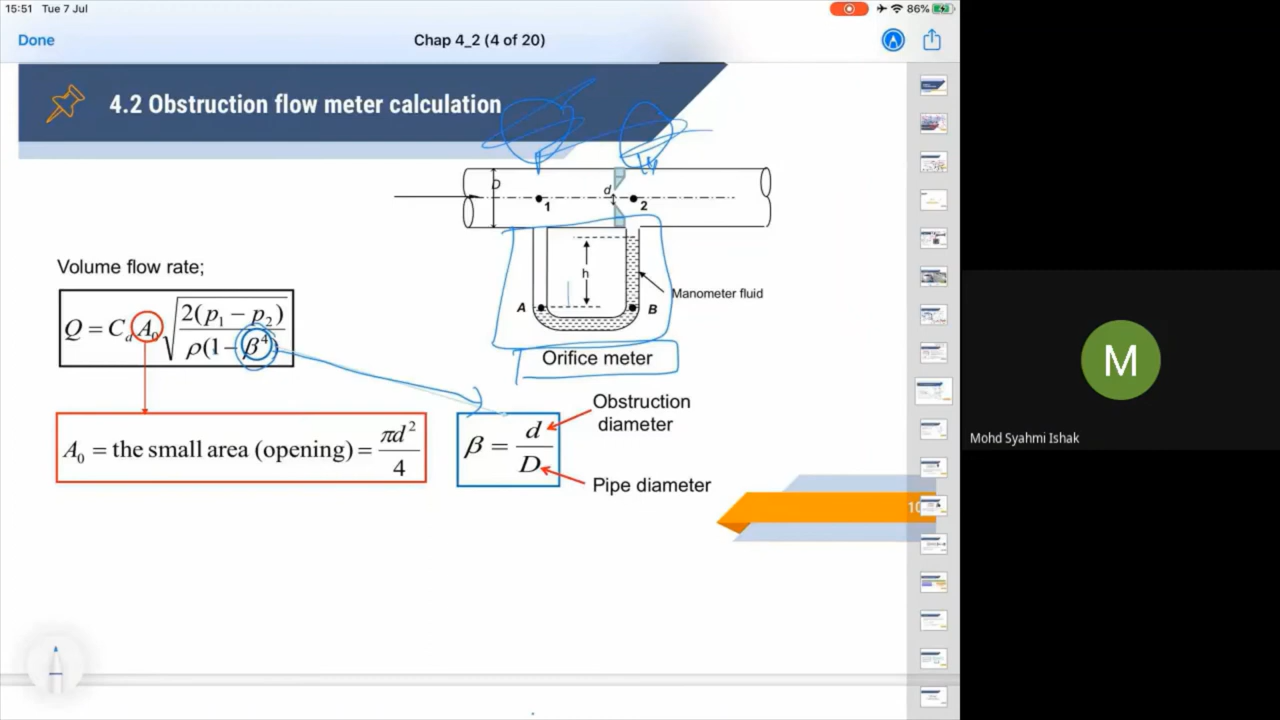 15:51 Tue 7 Jul
86%
Done
Chap 4_2 (4 of 20)
4.2 Obstruction flow meter calculation
D
d
1
2
h
A
B
Manometer fluid
Orifice meter
Volume flow rate;
Q = C_d A_0 √(2(p_1 − p_2) / ρ(1 − β^4))
A_0 = the small area (opening) = πd^2 / 4
β = d / D
Obstruction
diameter
Pipe diameter
10
M
Mohd Syahmi Ishak